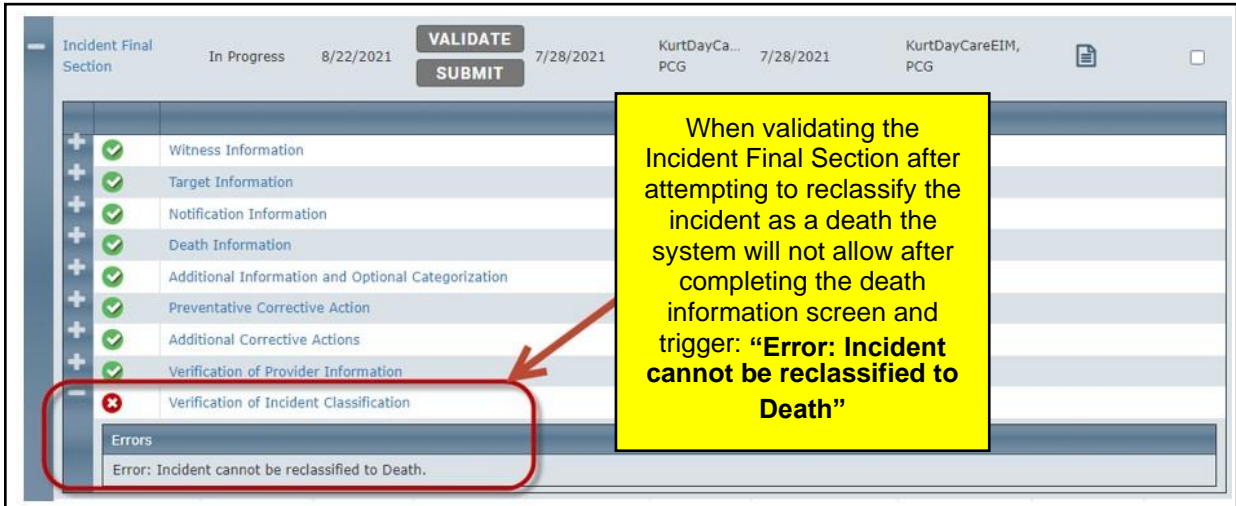 Incident Final
Section
In Progress
8/22/2021
VALIDATE
SUBMIT
7/28/2021
KurtDayCa...
PCG
7/28/2021
KurtDayCareEIM,
PCG
Witness Information
Target Information
Notification Information
Death Information
Additional Information and Optional Categorization
Preventative Corrective Action
Additional Corrective Actions
Verification of Provider Information
Verification of Incident Classification
Errors
Error: Incident cannot be reclassified to Death.
When validating the
Incident Final Section after
attempting to reclassify the
incident as a death the
system will not allow after
completing the death
information screen and
trigger: “Error: Incident
cannot be reclassified to
Death”